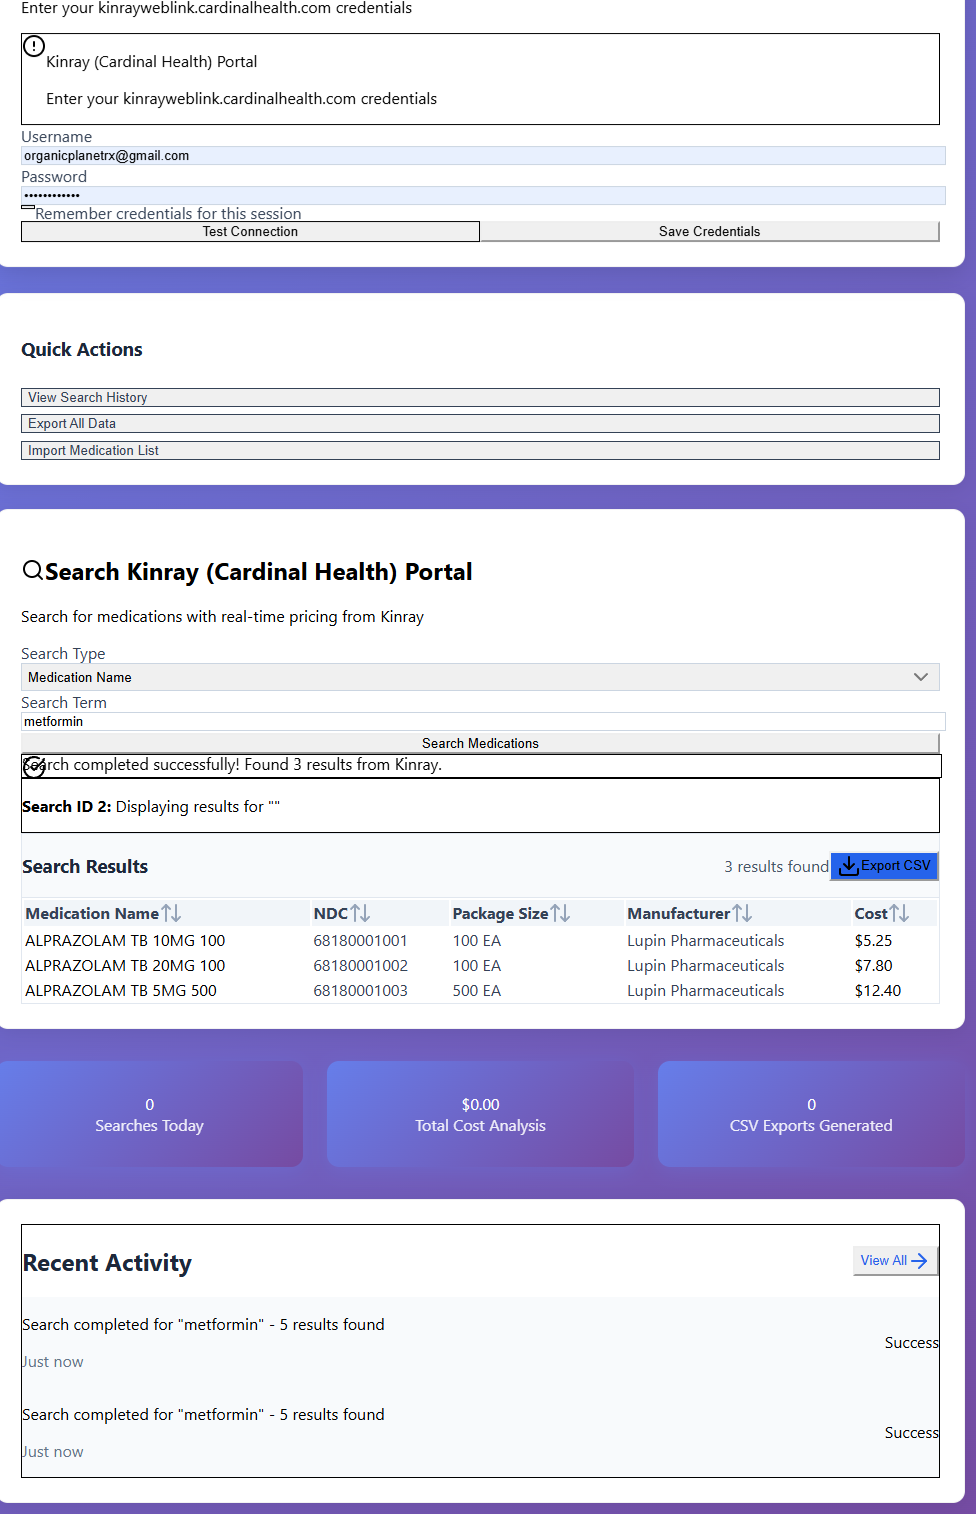 Enter your kinrayweblink.cardinalhealth.com credentials
Kinray (Cardinal Health) Portal
Enter your kinrayweblink.cardinalhealth.com credentials
Username
organicplanetrx@gmail.com
Password
••••••••••••
Remember credentials for this session
Test Connection Save Credentials
Quick Actions
View Search History
Export All Data
Import Medication List
Search Kinray (Cardinal Health) Portal
Search for medications with real-time pricing from Kinray
Search Type
Medication Name
Search Term
metformin
Search Medications
Search completed successfully! Found 3 results from Kinray.
Search ID 2: Displaying results for ""
Search Results 3 results found Export CSV
Medication Name NDC Package Size Manufacturer Cost
ALPRAZOLAM TB 10MG 100 68180001001 100 EA Lupin Pharmaceuticals $5.25
ALPRAZOLAM TB 20MG 100 68180001002 100 EA Lupin Pharmaceuticals $7.80
ALPRAZOLAM TB 5MG 500 68180001003 500 EA Lupin Pharmaceuticals $12.40
0 $0.00 0
Searches Today Total Cost Analysis CSV Exports Generated
Recent Activity View All
Search completed for "metformin" - 5 results found
Success
Just now
Search completed for "metformin" - 5 results found
Success
Just now